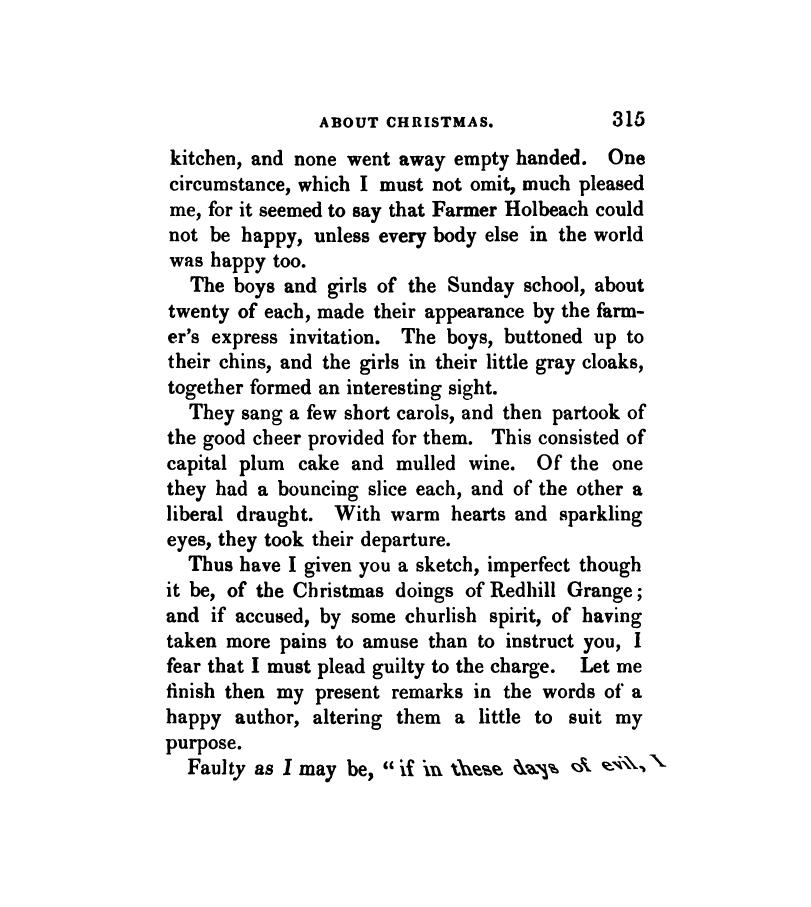 ABOUT CHRISTMAS. 315
kitchen, and none went away empty handed. One
circumstance, which I must not omit, much pleased
me, for it seemed to say that Farmer Holbeach could
not be happy, unless every body else in the world
was happy too.
The boys and girls of the Sunday school, about
twenty of each, made their appearance by the farm-
er's express invitation. The boys, buttoned up to
their chins, and the girls in their little gray cloaks,
together formed an interesting sight.
They sang a few short carols, and then partook of
the good cheer provided for them. This consisted of
capital plum cake and mulled wine. Of the one
they had a bouncing slice each, and of the other a
liberal draught. With warm hearts and sparkling
eyes, they took their departure.
Thus have I given you a sketch, imperfect though
it be, of the Christmas doings of Redhill Grange;
and if accused, by some churlish spirit, of having
taken more pains to amuse than to instruct you, I
fear that I must plead guilty to the charge. Let me
finish then my present remarks in the words of a
happy author, altering them a little to suit my
purpose.
Faulty as I may be, "if in these days of evil, I